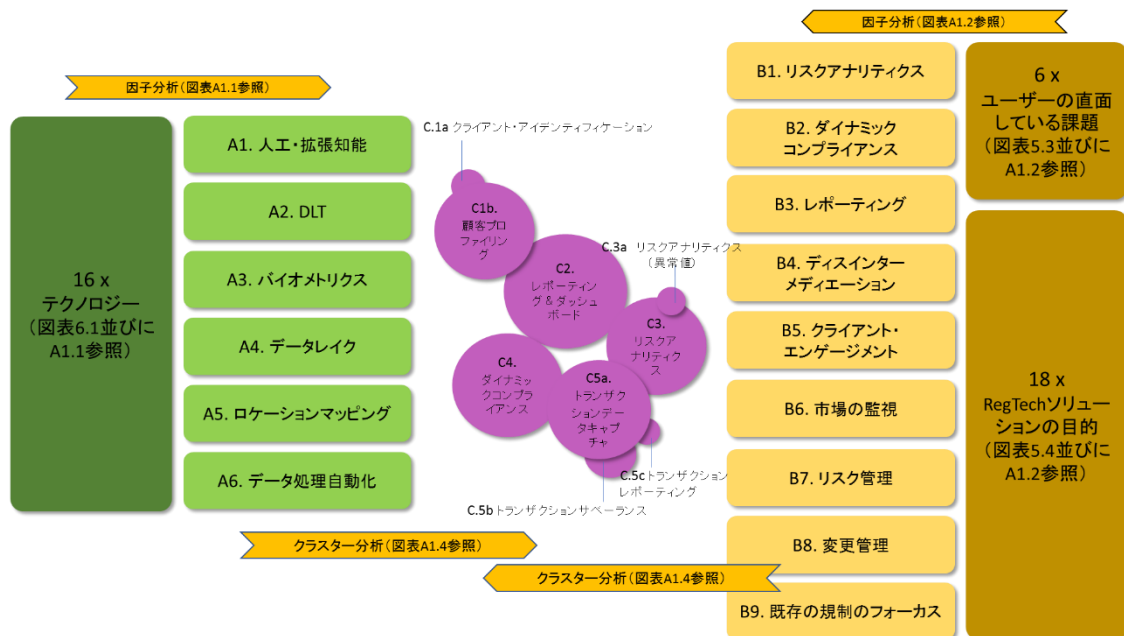 因子分析(図表A1.1参照)
16 x
テクノロジー
(図表6.1並びに
A1.1参照)
A1. 人工・拡張知能
A2. DLT
A3. バイオメトリクス
A4. データレイク
A5. ロケーションマッピング
A6. データ処理自動化
C.1a クライアント・アイデンティフィケーション
C1b.
顧客プロ
ファイリン
グ
C2.
レポーティン
グ & ダッシュ
ボード
C.3a リスクアナリティクス
(異常値)
C3.
リスクア
ナリティク
ス
C4.
ダイナミッ
クコンプラ
イアンス
C5a.
トランザク
ションデー
タキャプ
チャ
C.5cトランザクション
レポーティング
C.5bトランザクションサベーランス
クラスター分析(図表A1.4参照)
クラスター分析(図表A1.4参照)
因子分析(図表A1.2参照)
B1. リスクアナリティクス
B2. ダイナミック
コンプライアンス
B3. レポーティング
B4. ディスインター
メディエーション
B5. クライアント・
エンゲージメント
B6. 市場の監視
B7. リスク管理
B8. 変更管理
B9. 既存の規制のフォーカス
6 x
ユーザーの直面
している課題
(図表5.3並びに
A1.2参照)
18 x
RegTechソリュー
ションの目的
(図表5.4並びに
A1.2参照)